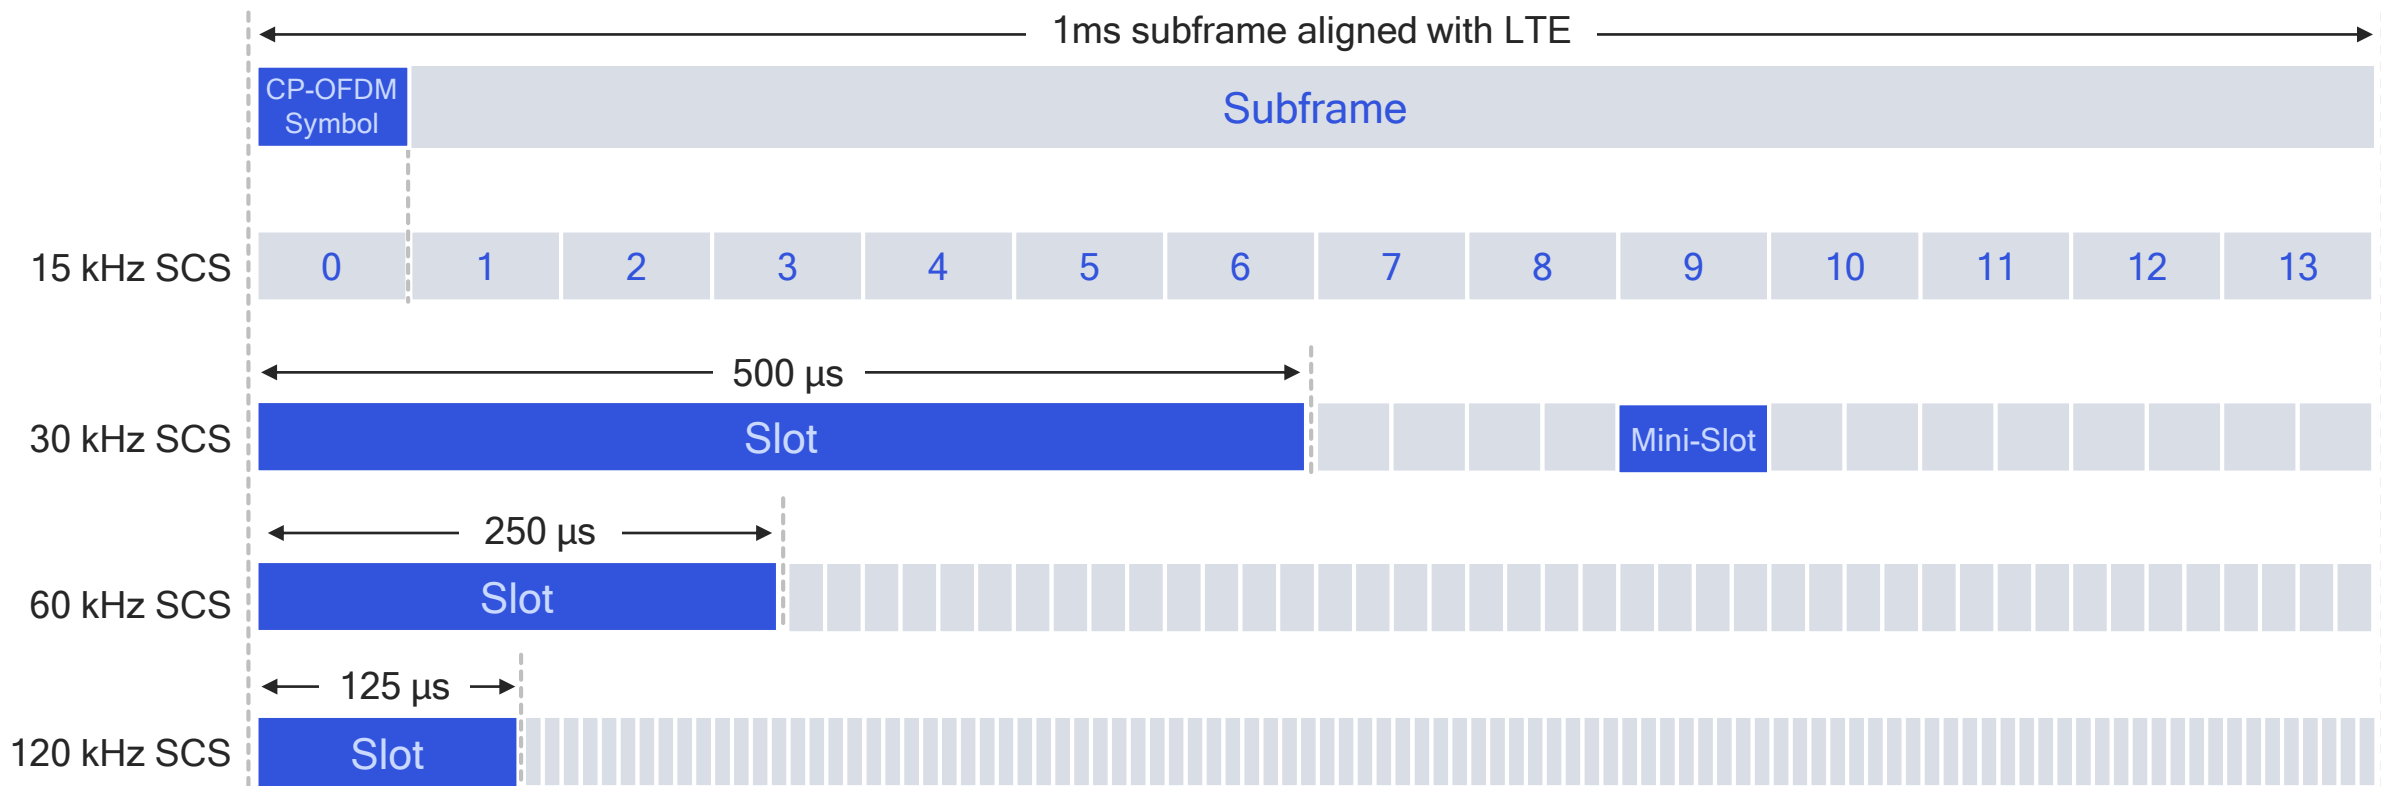 1ms subframe aligned with LTE
CP-OFDM
Symbol
Subframe
15 kHz SCS
0 1 2 3 4 5 6 7 8 9 10 11 12 13
500 µs
30 kHz SCS
Slot
Mini-Slot
250 µs
60 kHz SCS
Slot
125 µs
120 kHz SCS
Slot